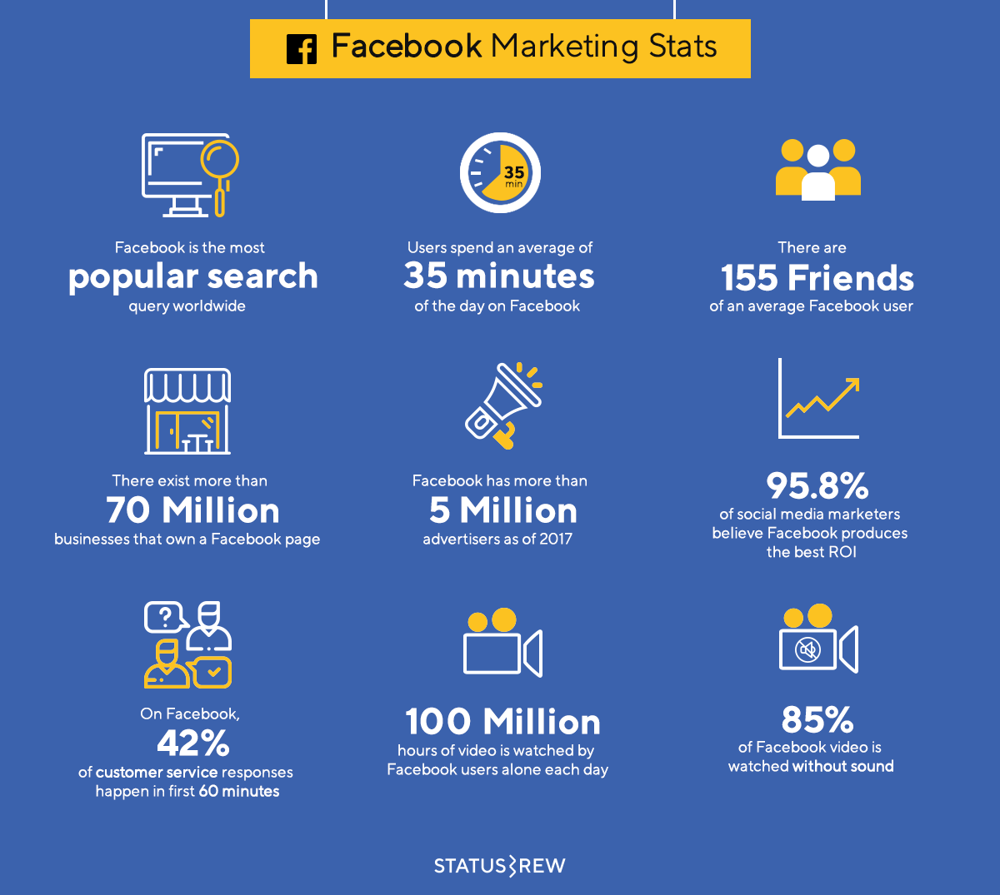 Facebook Marketing Stats
35
min
Facebook is the most
popular search
query worldwide
Users spend an average of
35 minutes
of the day on Facebook
There are
155 Friends
of an average Facebook user
There exist more than
70 Million
businesses that own a Facebook page
Facebook has more than
5 Million
advertisers as of 2017
95.8%
of social media marketers
believe Facebook produces
the best ROI
?
On Facebook,
42%
of customer service responses
happen in first 60 minutes
100 Million
hours of video is watched by
Facebook users alone each day
85%
of Facebook video is
watched without sound
STATUSBREW